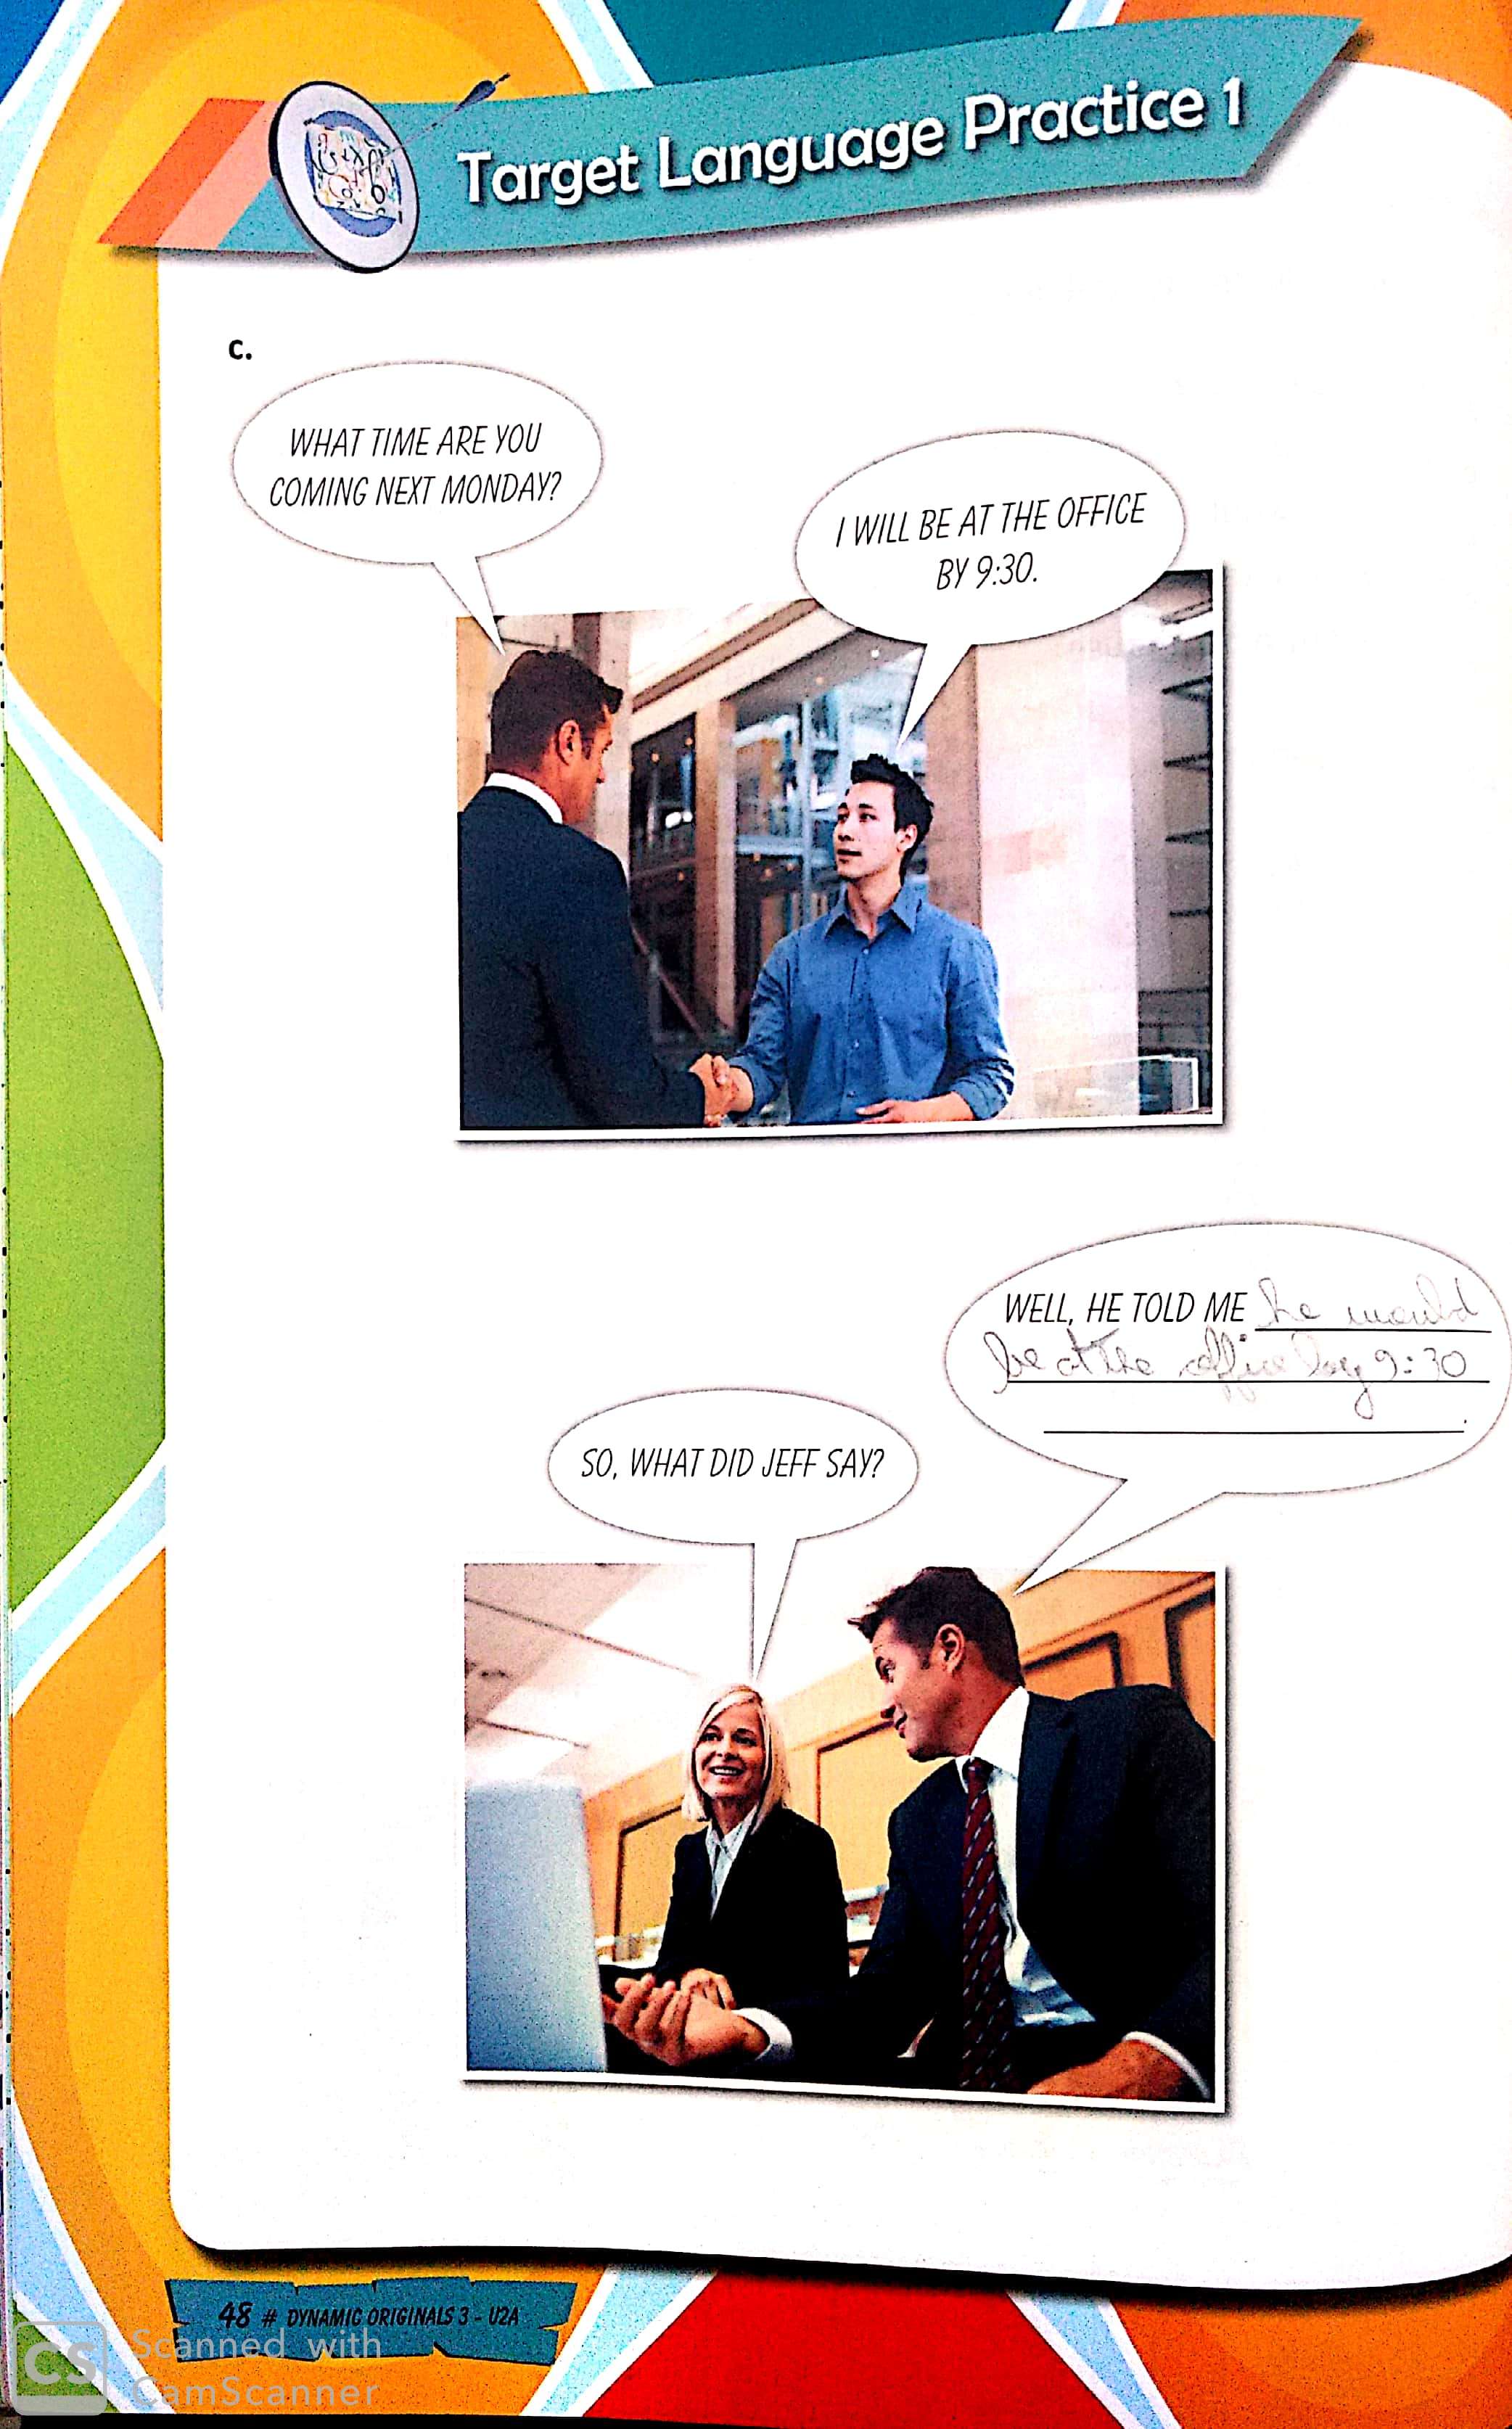 Target Language Practice 1
c.
WHAT TIME ARE YOU
COMING NEXT MONDAY?
I WILL BE AT THE OFFICE
BY 9:30.
WELL, HE TOLD ME he would
be at the office by 9:30
.
SO, WHAT DID JEFF SAY?
48 # DYNAMIC ORIGINALS 3 - U2A
CS
Scanned with
CamScanner